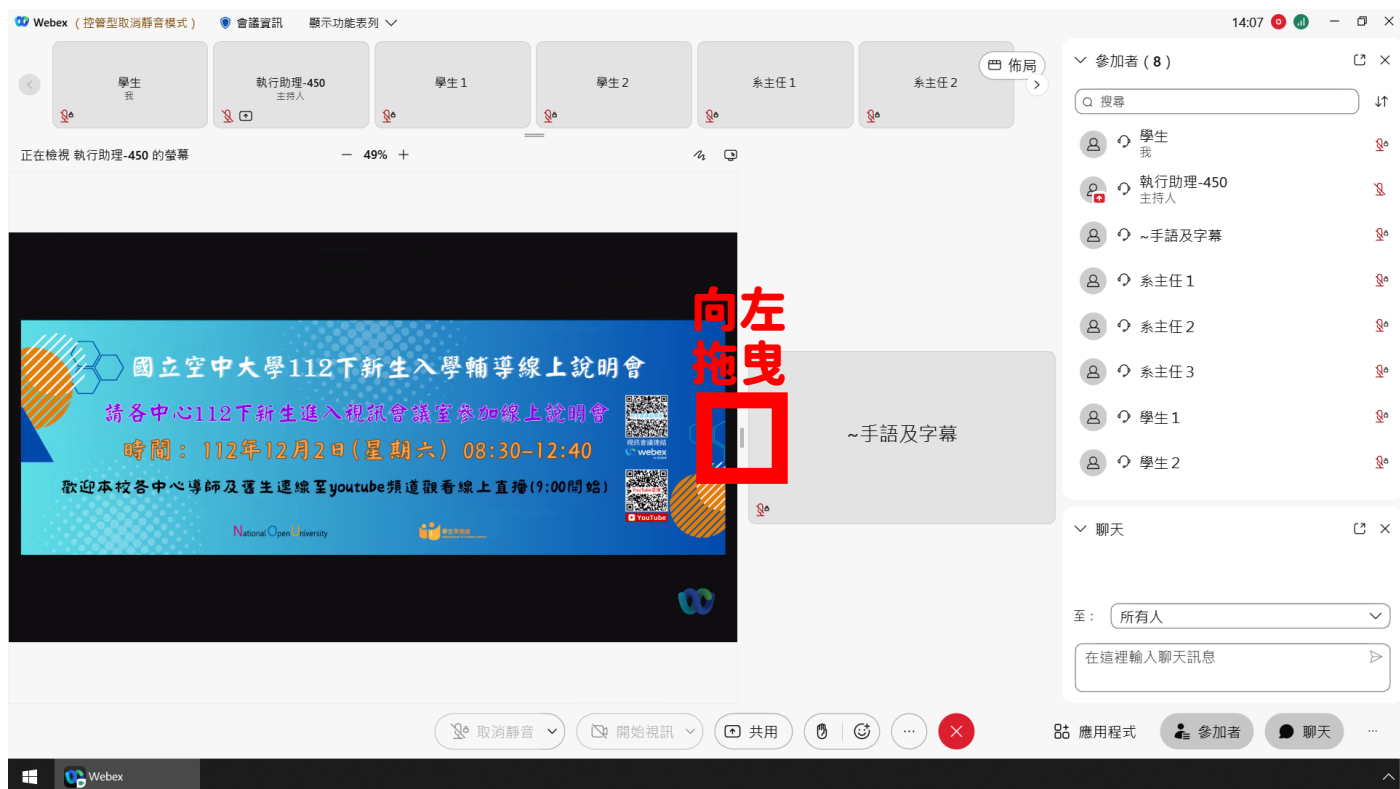 Webex (控管型取消靜音模式) 會議資訊 顯示功能表列 14:07
學生
我
執行助理-450
主持人
學生1
學生2
系主任1
系主任2
佈局
正在檢視 執行助理-450 的螢幕 49%
國立空中大學112下新生入學輔導線上說明會
請各中心112下新生進入視訊會議室參加線上說明會
視訊會議連結
webex
時間：112年12月2日(星期六) 08:30-12:40
歡迎本校各中心導師及舊生連線至youtube頻道觀看線上直播(9:00開始)
YouTube
National Open University
向左
拖曳
~手語及字幕
參加者 (8)
搜尋
學生
我
執行助理-450
主持人
~手語及字幕
系主任1
系主任2
系主任3
學生1
學生2
聊天
至： 所有人
在這裡輸入聊天訊息
取消靜音 開始視訊 共用 應用程式 參加者 聊天
Webex